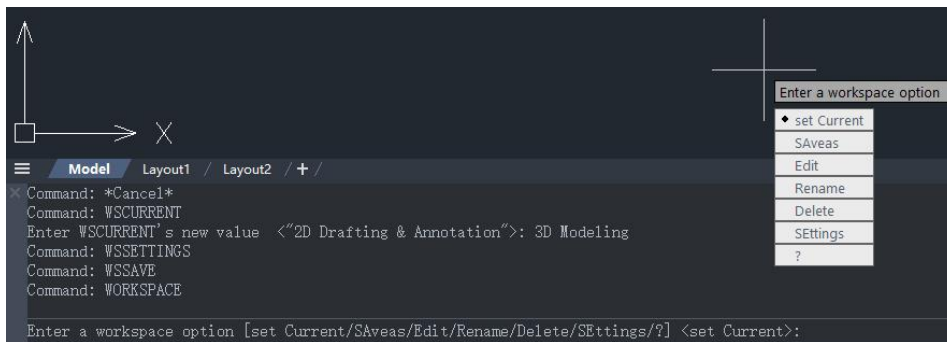 Enter a workspace option
set Current
SAveas
Edit
Rename
Delete
SEttings
?
X
Model / Layout1 / Layout2 / + /
Command: *Cancel*
Command: WSCURRENT
Enter WSCURRENT's new value <"2D Drafting & Annotation">: 3D Modeling
Command: WSSETTINGS
Command: WSSAVE
Command: WORKSPACE
Enter a workspace option [set Current/SAveas/Edit/Rename/Delete/SEttings/?] <set Current>: